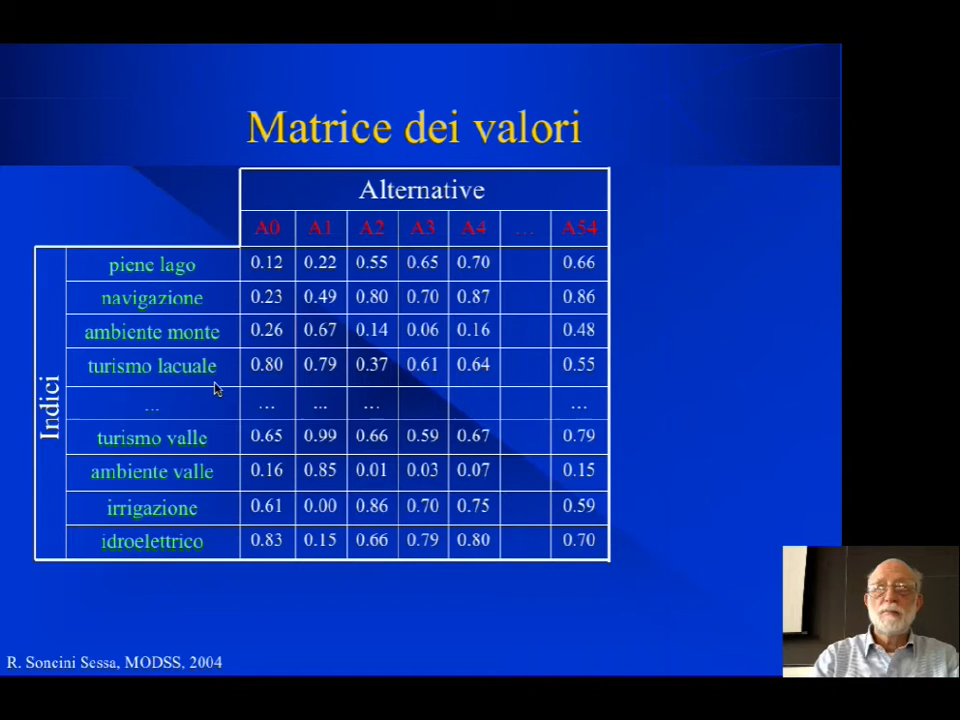 Matrice dei valori
Alternative
A0 A1 A2 A3 A4 ... A54
Indici
piene lago 0.12 0.22 0.55 0.65 0.70 0.66
navigazione 0.23 0.49 0.80 0.70 0.87 0.86
ambiente monte 0.26 0.67 0.14 0.06 0.16 0.48
turismo lacuale 0.80 0.79 0.37 0.61 0.64 0.55
... ... ... ... ...
turismo valle 0.65 0.99 0.66 0.59 0.67 0.79
ambiente valle 0.16 0.85 0.01 0.03 0.07 0.15
irrigazione 0.61 0.00 0.86 0.70 0.75 0.59
idroelettrico 0.83 0.15 0.66 0.79 0.80 0.70
R. Soncini Sessa, MODSS, 2004